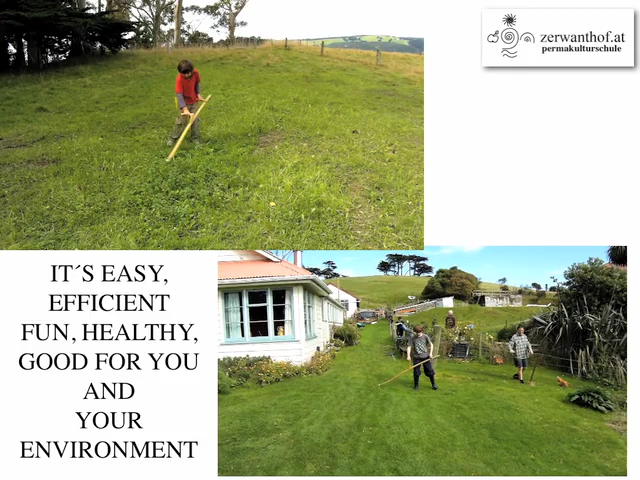 zerwanthof.at
permakulturschule
IT´S EASY,
EFFICIENT
FUN, HEALTHY,
GOOD FOR YOU
AND
YOUR
ENVIRONMENT